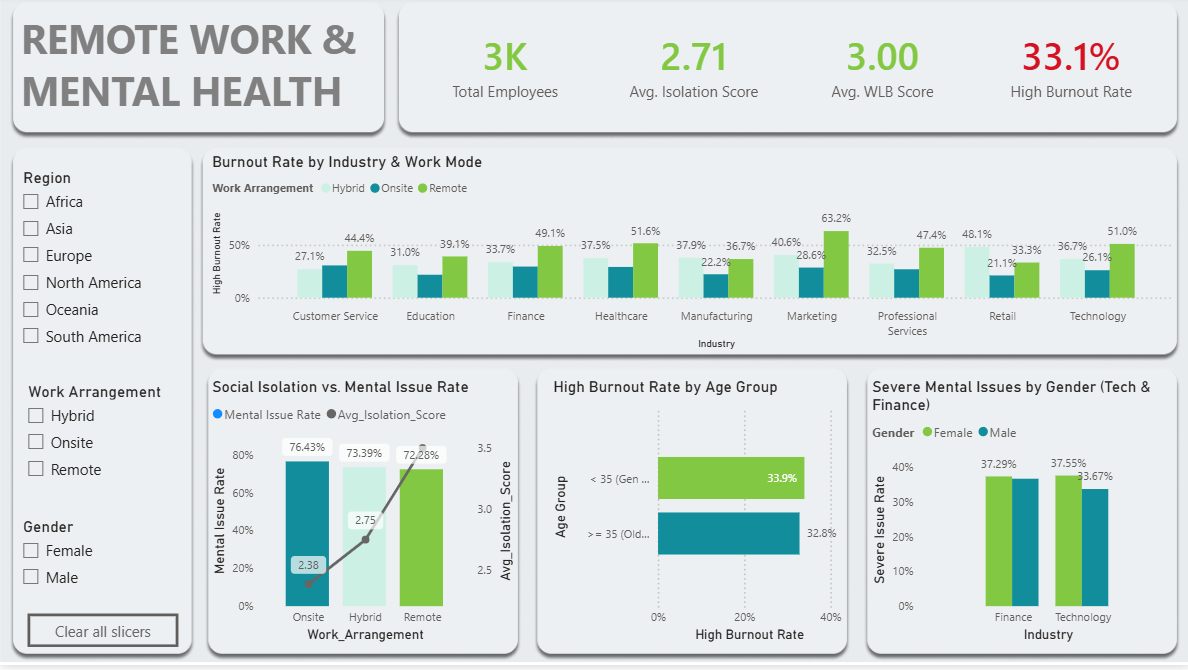 REMOTE WORK &
MENTAL HEALTH
3K
Total Employees
2.71
Avg. Isolation Score
3.00
Avg. WLB Score
33.1%
High Burnout Rate
Region
Africa
Asia
Europe
North America
Oceania
South America
Work Arrangement
Hybrid
Onsite
Remote
Gender
Female
Male
Clear all slicers
Burnout Rate by Industry & Work Mode
Work Arrangement Hybrid Onsite Remote
High Burnout Rate
50%
0%
27.1% 44.4% 31.0% 39.1% 33.7% 49.1% 37.5% 51.6% 37.9% 22.2% 36.7% 40.6% 28.6% 63.2% 32.5% 47.4% 48.1% 21.1% 33.3% 36.7% 26.1% 51.0%
Customer Service Education Finance Healthcare Manufacturing Marketing Professional Retail Technology
Services
Industry
Social Isolation vs. Mental Issue Rate
Mental Issue Rate Avg_Isolation_Score
Mental Issue Rate
80%
60%
40%
20%
0%
76.43% 73.39% 72.28%
2.38
2.75
3.5
3.0
2.5
Avg_Isolation_Score
Onsite Hybrid Remote
Work_Arrangement
High Burnout Rate by Age Group
Age Group
< 35 (Gen ... 33.9%
>= 35 (Old... 32.8%
0% 20% 40%
High Burnout Rate
Severe Mental Issues by Gender (Tech &
Finance)
Gender Female Male
Severe Issue Rate
40%
30%
20%
10%
0%
37.29% 37.55% 33.67%
Finance Technology
Industry